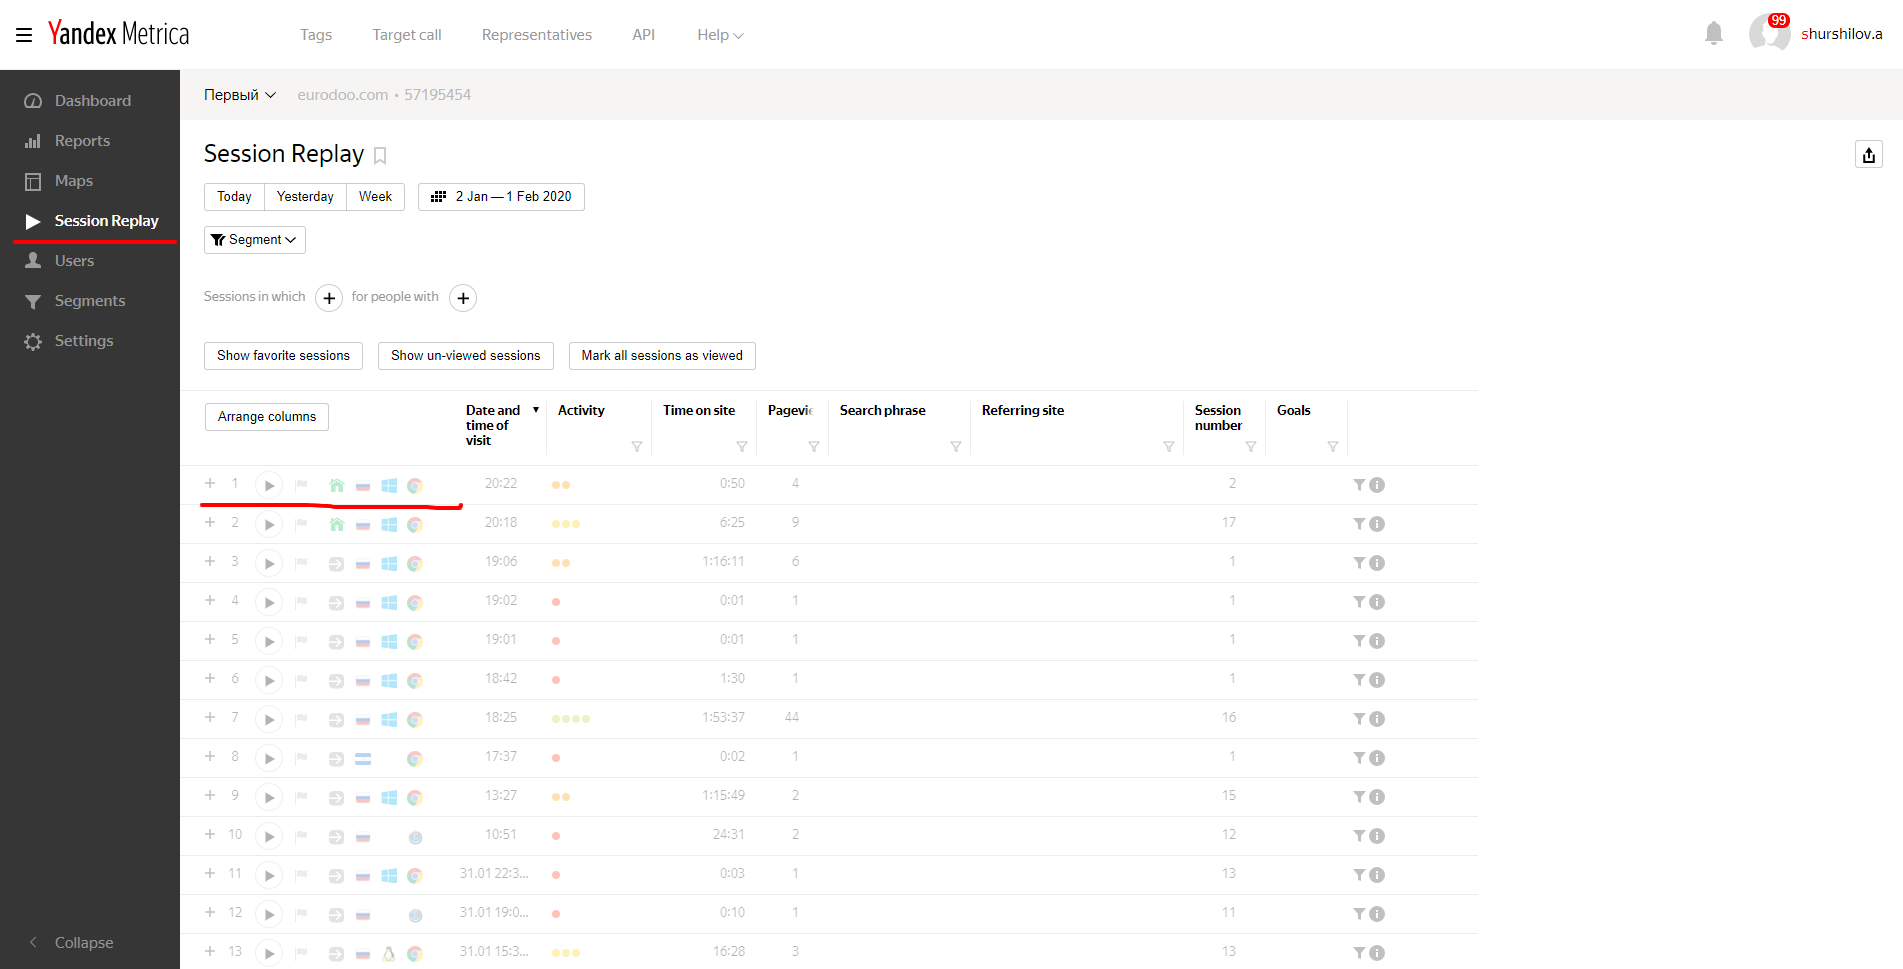 Yandex Metrica
Tags Target call Representatives API Help
99
shurshilov.a
Dashboard
Reports
Maps
Session Replay
Users
Segments
Settings
Collapse
Первый eurodoo.com • 57195454
Session Replay
Today Yesterday Week 2 Jan — 1 Feb 2020
Segment
Sessions in which + for people with +
Show favorite sessions Show un-viewed sessions Mark all sessions as viewed
Arrange columns Date and time of visit Activity Time on site Pagevie Search phrase Referring site Session number Goals
+ 1 20:22 0:50 4 2
+ 2 20:18 6:25 9 17
+ 3 19:06 1:16:11 6 1
+ 4 19:02 0:01 1 1
+ 5 19:01 0:01 1 1
+ 6 18:42 1:30 1 1
+ 7 18:25 1:53:37 44 16
+ 8 17:37 0:02 1 1
+ 9 13:27 1:15:49 2 15
+ 10 10:51 24:31 2 12
+ 11 31.01 22:3... 0:03 1 13
+ 12 31.01 19:0... 0:10 1 11
+ 13 31.01 15:3... 16:28 3 13